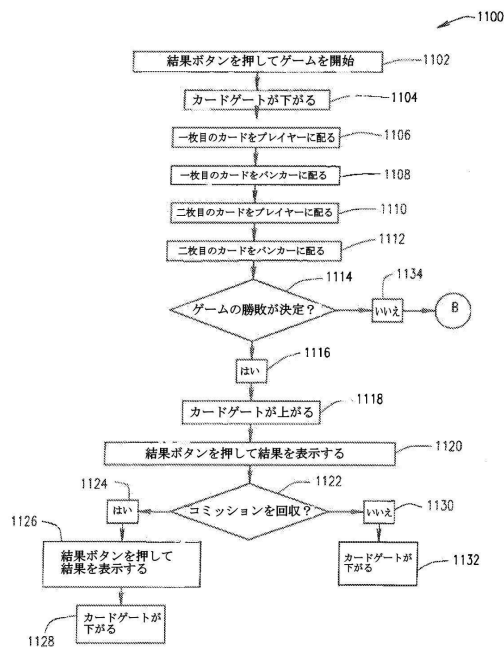 1100
結果ボタンを押してゲームを開始
1102
カードゲートが下がる
1104
一枚目のカードをプレイヤーに配る
1106
一枚目のカードをバンカーに配る
1108
二枚目のカードをプレイヤーに配る
1110
二枚目のカードをバンカーに配る
1112
ゲームの勝敗が決定?
1114
いいえ
1134
B
はい
1116
カードゲートが上がる
1118
結果ボタンを押して結果を表示する
1120
コミッションを回収?
1122
はい
1124
いいえ
1130
結果ボタンを押して
結果を表示する
1126
カードゲートが
下がる
1132
カードゲートが
下がる
1128